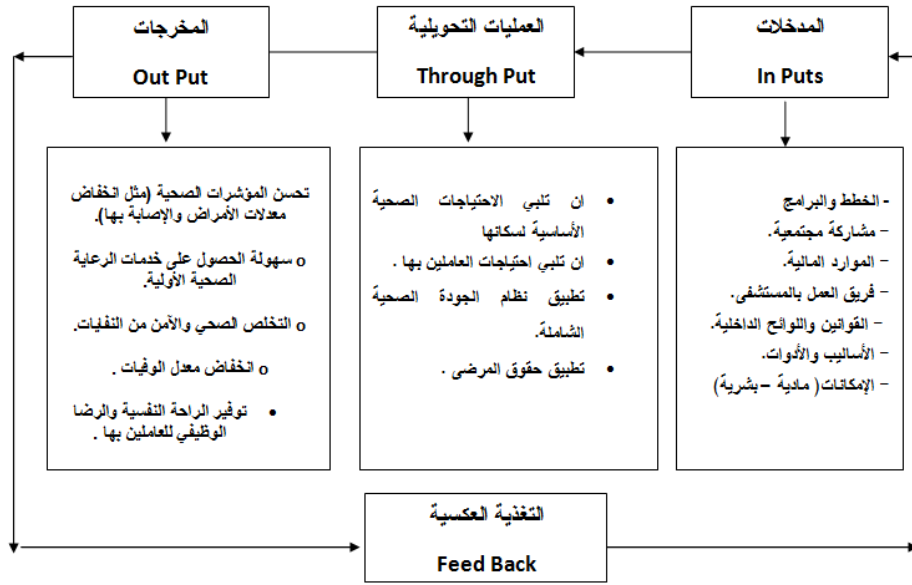 المدخلات
In Puts
العمليات التحويلية
Through Put
المخرجات
Out Put
- الخطط والبرامج
– مشاركة مجتمعية.
– الموارد المالية.
– فريق العمل بالمستشفى.
– القوانين واللوائح الداخلية.
– الأساليب والأدوات.
– الإمكانات( مادية – بشرية)
• ان تلبي الاحتياجات الصحية
الأساسية لسكانها
• ان تلبي احتياجات العاملين بها .
• تطبيق نظام الجودة الصحية
الشاملة.
• تطبيق حقوق المرضى .
تحسن المؤشرات الصحية (مثل انخفاض
معدلات الأمراض والإصابة بها).
o سهولة الحصول على خدمات الرعاية
الصحية الأولية.
o التخلص الصحي والآمن من النفايات.
o انخفاض معدل الوفيات .
• توفير الراحة النفسية والرضا
الوظيفي للعاملين بها .
التغذية العكسية
Feed Back